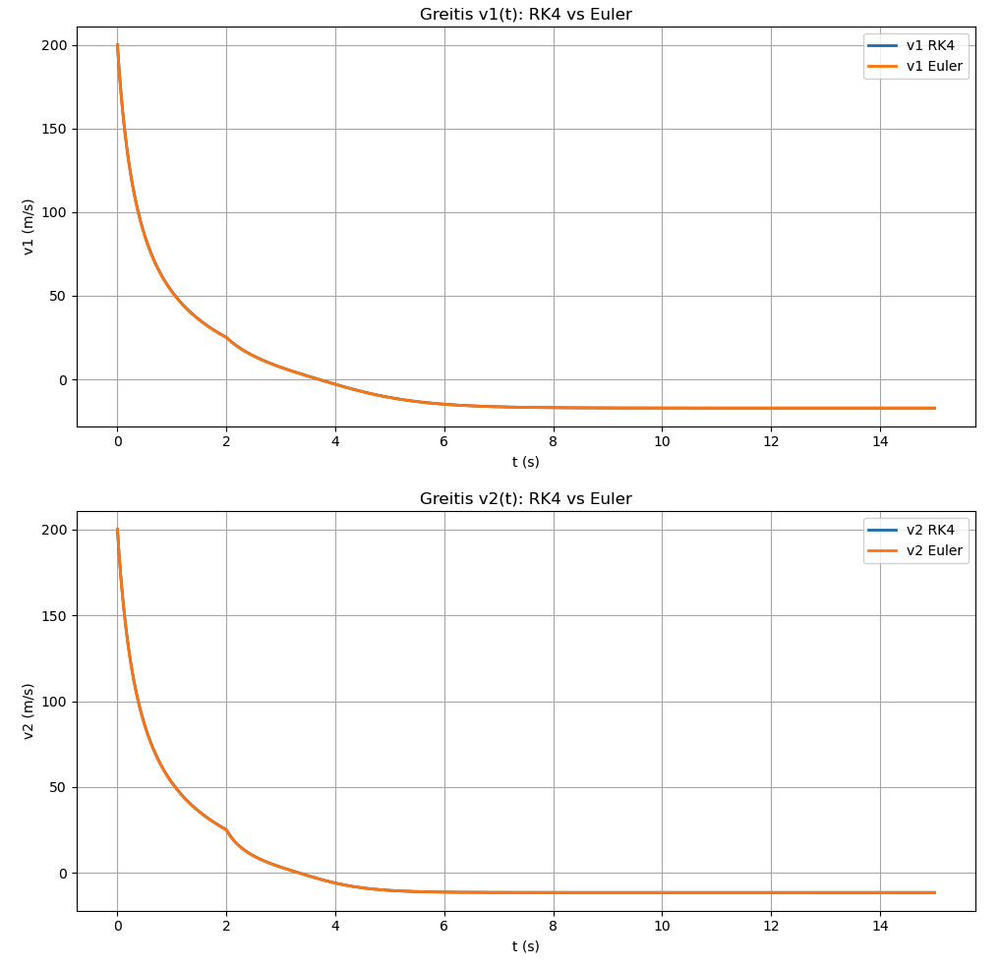 Greitis v1(t): RK4 vs Euler
v1 RK4
v1 Euler
200
150
100
50
0
v1 (m/s)
0 2 4 6 8 10 12 14
t (s)
Greitis v2(t): RK4 vs Euler
v2 RK4
v2 Euler
200
150
100
50
0
v2 (m/s)
0 2 4 6 8 10 12 14
t (s)